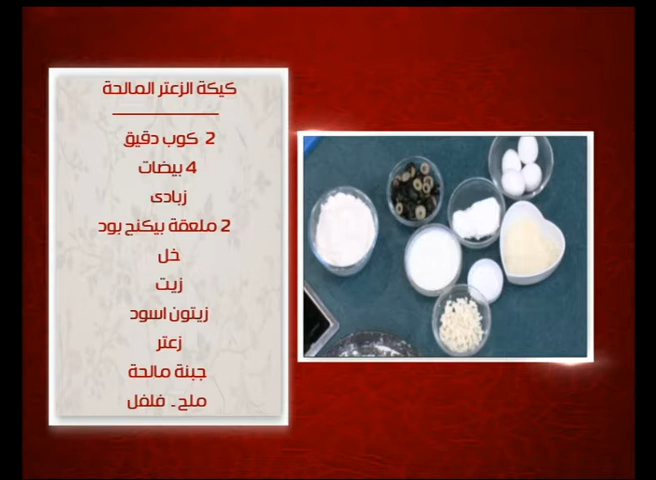 كيكة الزعتر المالحة
2 كوب دقيق
4 بيضات
زبادى
2 ملعقة بيكنج بود
خل
زيت
زيتون اسود
زعتر
جبنة مالحة
ملح - فلفل